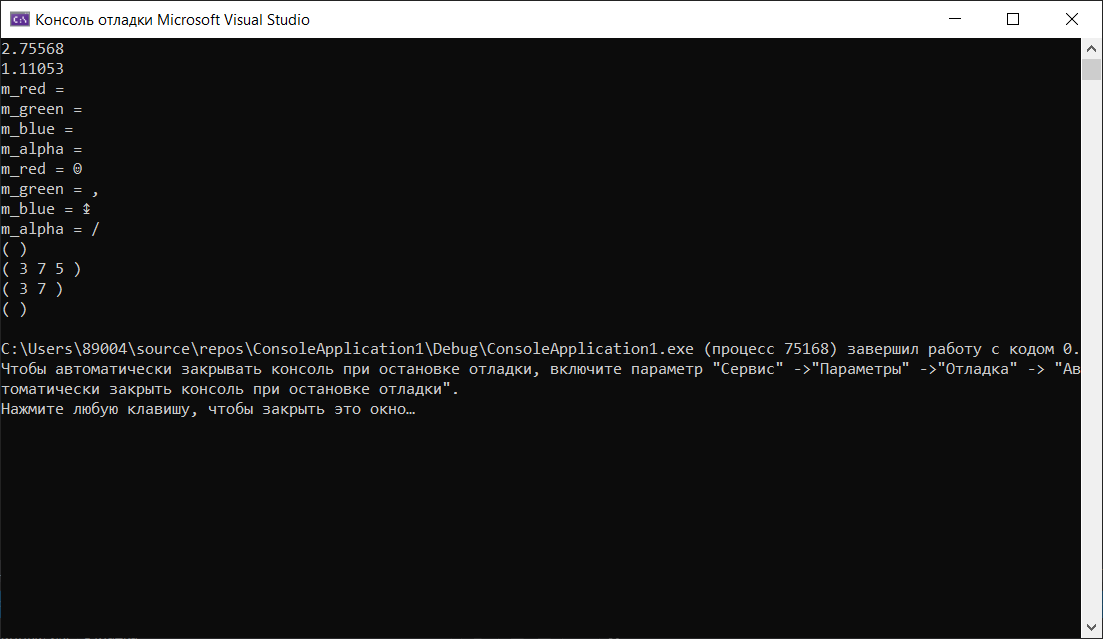 Консоль отладки Microsoft Visual Studio
2.75568
1.11053
m_red =
m_green =
m_blue =
m_alpha =
m_red = 0
m_green = ,
m_blue = ↨
m_alpha = /
( )
( 3 7 5 )
( 3 7 )
( )
C:\Users\89004\source\repos\ConsoleApplication1\Debug\ConsoleApplication1.exe (процесс 75168) завершил работу с кодом 0.
Чтобы автоматически закрывать консоль при остановке отладки, включите параметр "Сервис" ->"Параметры" ->"Отладка" -> "Ав
томатически закрыть консоль при остановке отладки".
Нажмите любую клавишу, чтобы закрыть это окно…